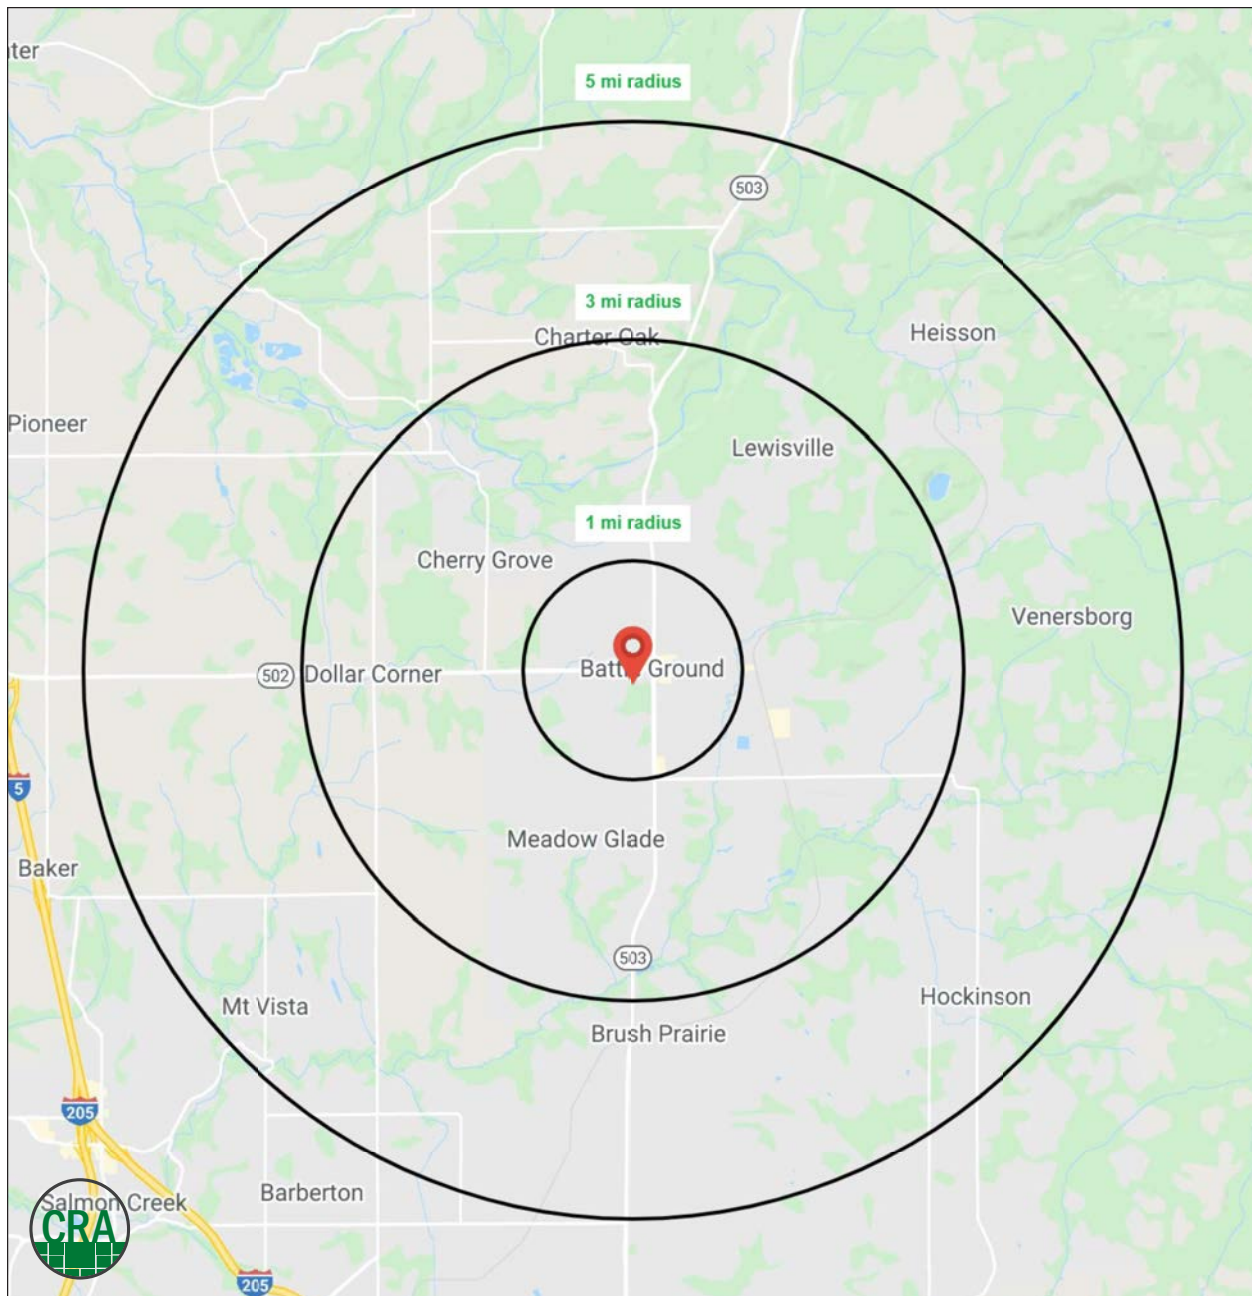 ter
5 mi radius
503
3 mi radius
Charter Oak
Heisson
Pioneer
Lewisville
1 mi radius
Cherry Grove
Venersborg
502
Dollar Corner
Battle Ground
5
Meadow Glade
Baker
503
Hockinson
Mt Vista
Brush Prairie
205
Barberton
Salmon Creek
CRA
205